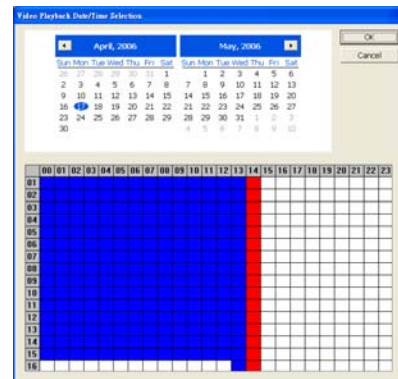 Video Playback Date/Time Selection
April, 2006 May, 2006
OK
Cancel
Sun Mon Tue Wed Thu Fri Sat Sun Mon Tue Wed Thu Fri Sat
26 27 28 29 30 31 1 1 2 3 4 5 6
2 3 4 5 6 7 8 7 8 9 10 11 12 13
9 10 11 12 13 14 15 14 15 16 17 18 19 20
16 17 18 19 20 21 22 21 22 23 24 25 26 27
23 24 25 26 27 28 29 28 29 30 31 1 2 3
30 4 5 6 7 8 9 10
00 01 02 03 04 05 06 07 08 09 10 11 12 13 14 15 16 17 18 19 20 21 22 23
01
02
03
04
05
06
07
08
09
10
11
12
13
14
15
16